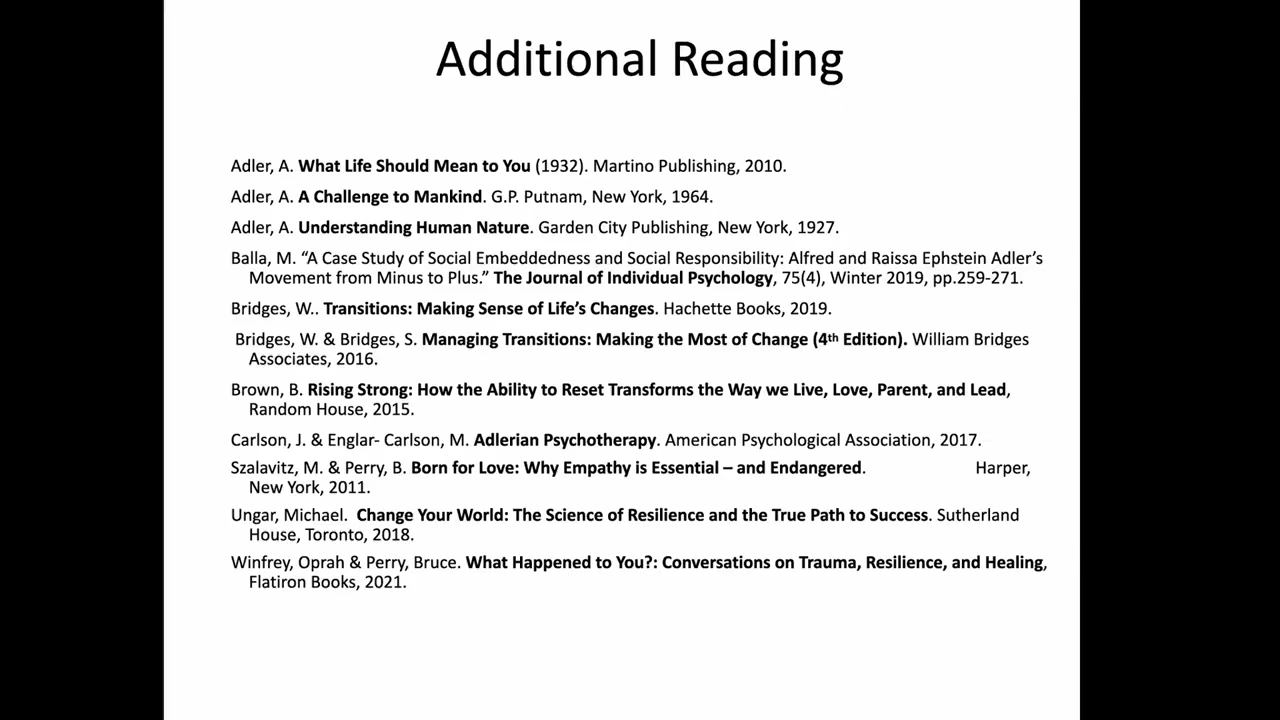 Additional Reading
Adler, A. What Life Should Mean to You (1932). Martino Publishing, 2010.
Adler, A. A Challenge to Mankind. G.P. Putnam, New York, 1964.
Adler, A. Understanding Human Nature. Garden City Publishing, New York, 1927.
Balla, M. “A Case Study of Social Embeddedness and Social Responsibility: Alfred and Raissa Ephstein Adler’s
Movement from Minus to Plus.” The Journal of Individual Psychology, 75(4), Winter 2019, pp.259-271.
Bridges, W.. Transitions: Making Sense of Life’s Changes. Hachette Books, 2019.
Bridges, W. & Bridges, S. Managing Transitions: Making the Most of Change (4th Edition). William Bridges
Associates, 2016.
Brown, B. Rising Strong: How the Ability to Reset Transforms the Way we Live, Love, Parent, and Lead,
Random House, 2015.
Carlson, J. & Englar- Carlson, M. Adlerian Psychotherapy. American Psychological Association, 2017.
Szalavitz, M. & Perry, B. Born for Love: Why Empathy is Essential – and Endangered. Harper,
New York, 2011.
Ungar, Michael. Change Your World: The Science of Resilience and the True Path to Success. Sutherland
House, Toronto, 2018.
Winfrey, Oprah & Perry, Bruce. What Happened to You?: Conversations on Trauma, Resilience, and Healing,
Flatiron Books, 2021.